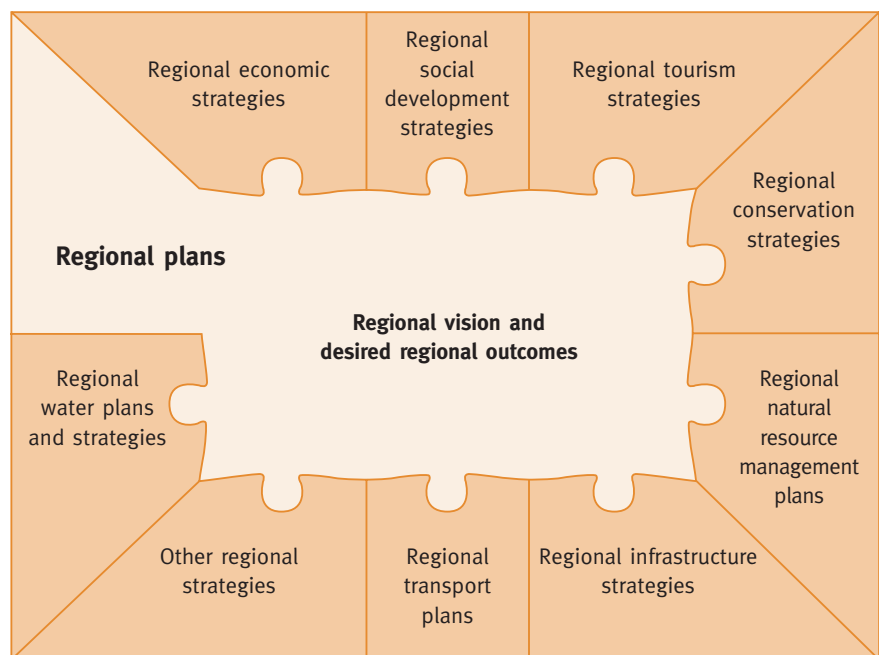 Regional economic
strategies
Regional
social
development
strategies
Regional tourism
strategies
Regional
conservation
strategies
Regional plans
Regional vision and
desired regional outcomes
Regional
water plans
and strategies
Regional
natural
resource
management
plans
Other regional
strategies
Regional
transport
plans
Regional infrastructure
strategies